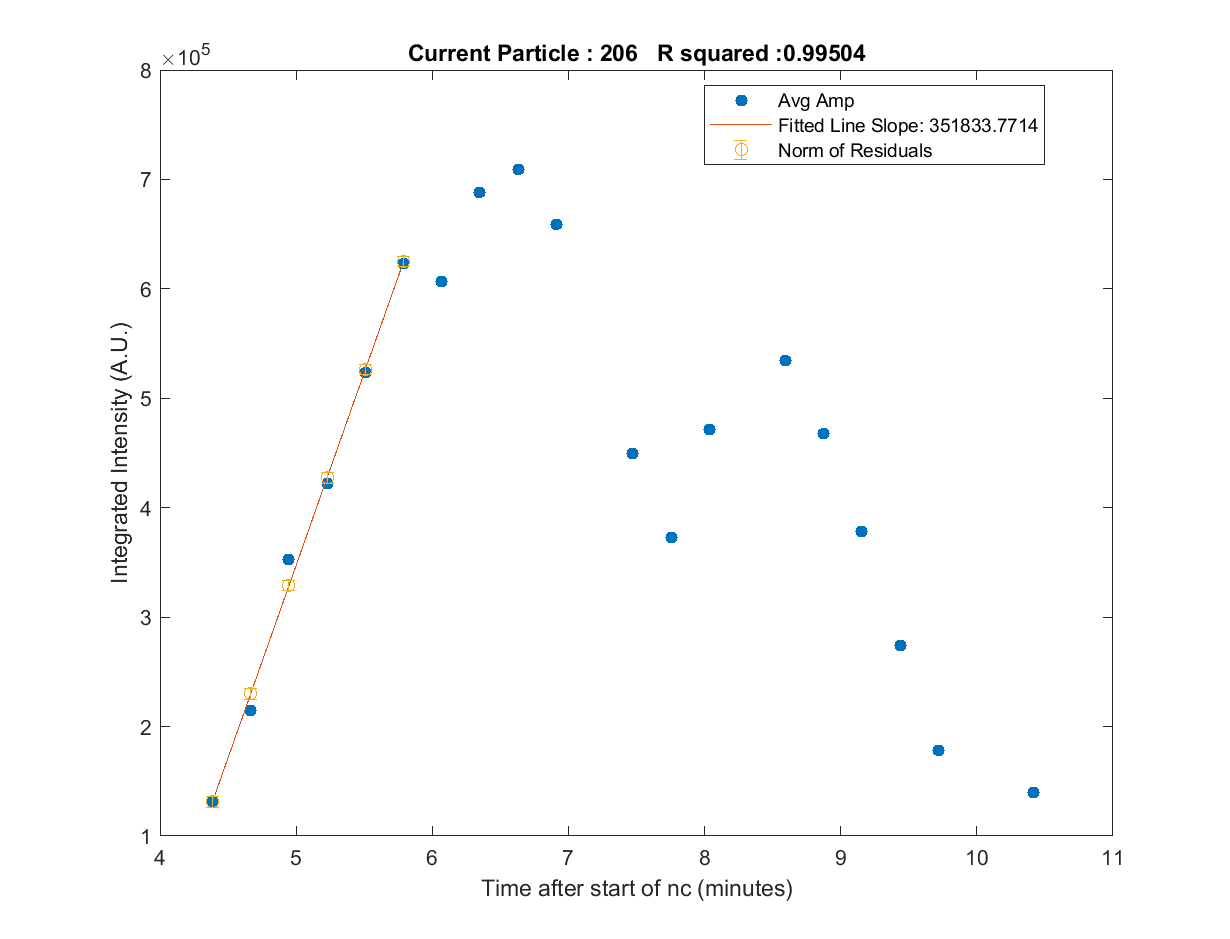 Current Particle : 206   R squared :0.99504
×10^5
Avg Amp
Fitted Line Slope: 351833.7714
Norm of Residuals
8
7
6
5
4
3
2
1
Integrated Intensity (A.U.)
4 5 6 7 8 9 10 11
Time after start of nc (minutes)